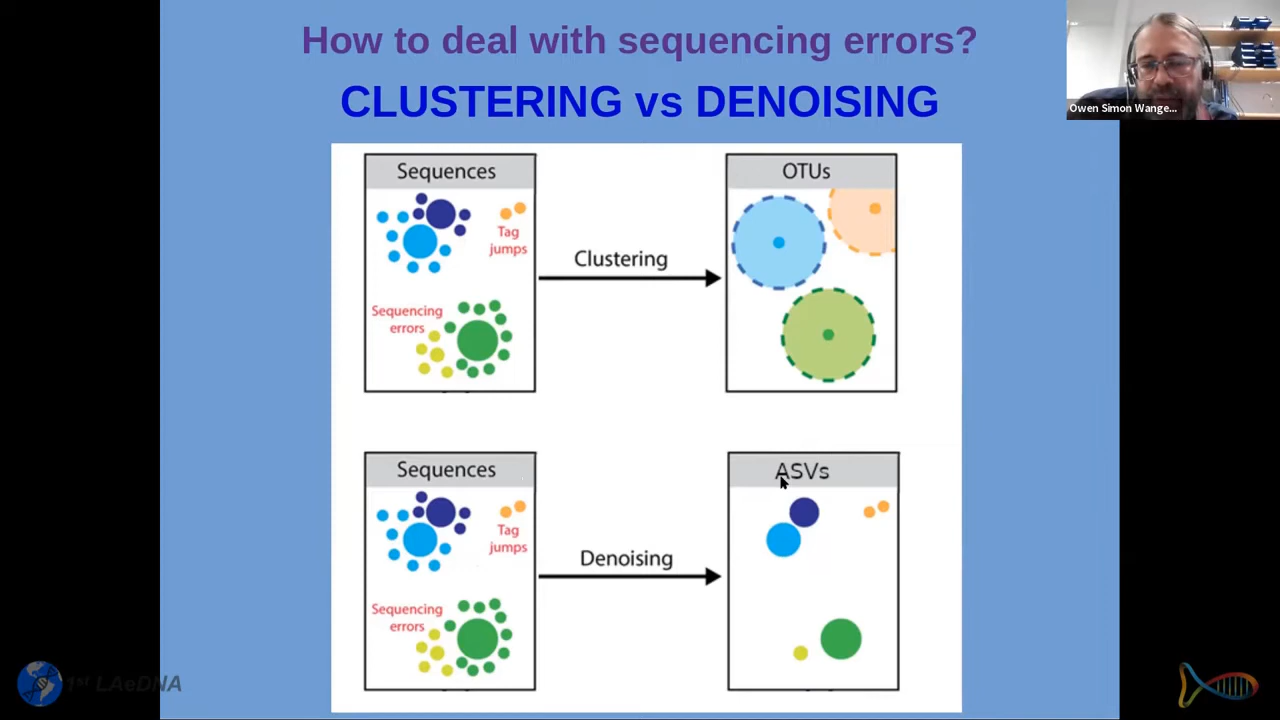 How to deal with sequencing errors?
CLUSTERING vs DENOISING
Owen Simon Wange...
Sequences
OTUs
Tag
jumps
Clustering
Sequencing
errors
Sequences
ASVs
Tag
jumps
Denoising
Sequencing
errors
1st LAeDNA